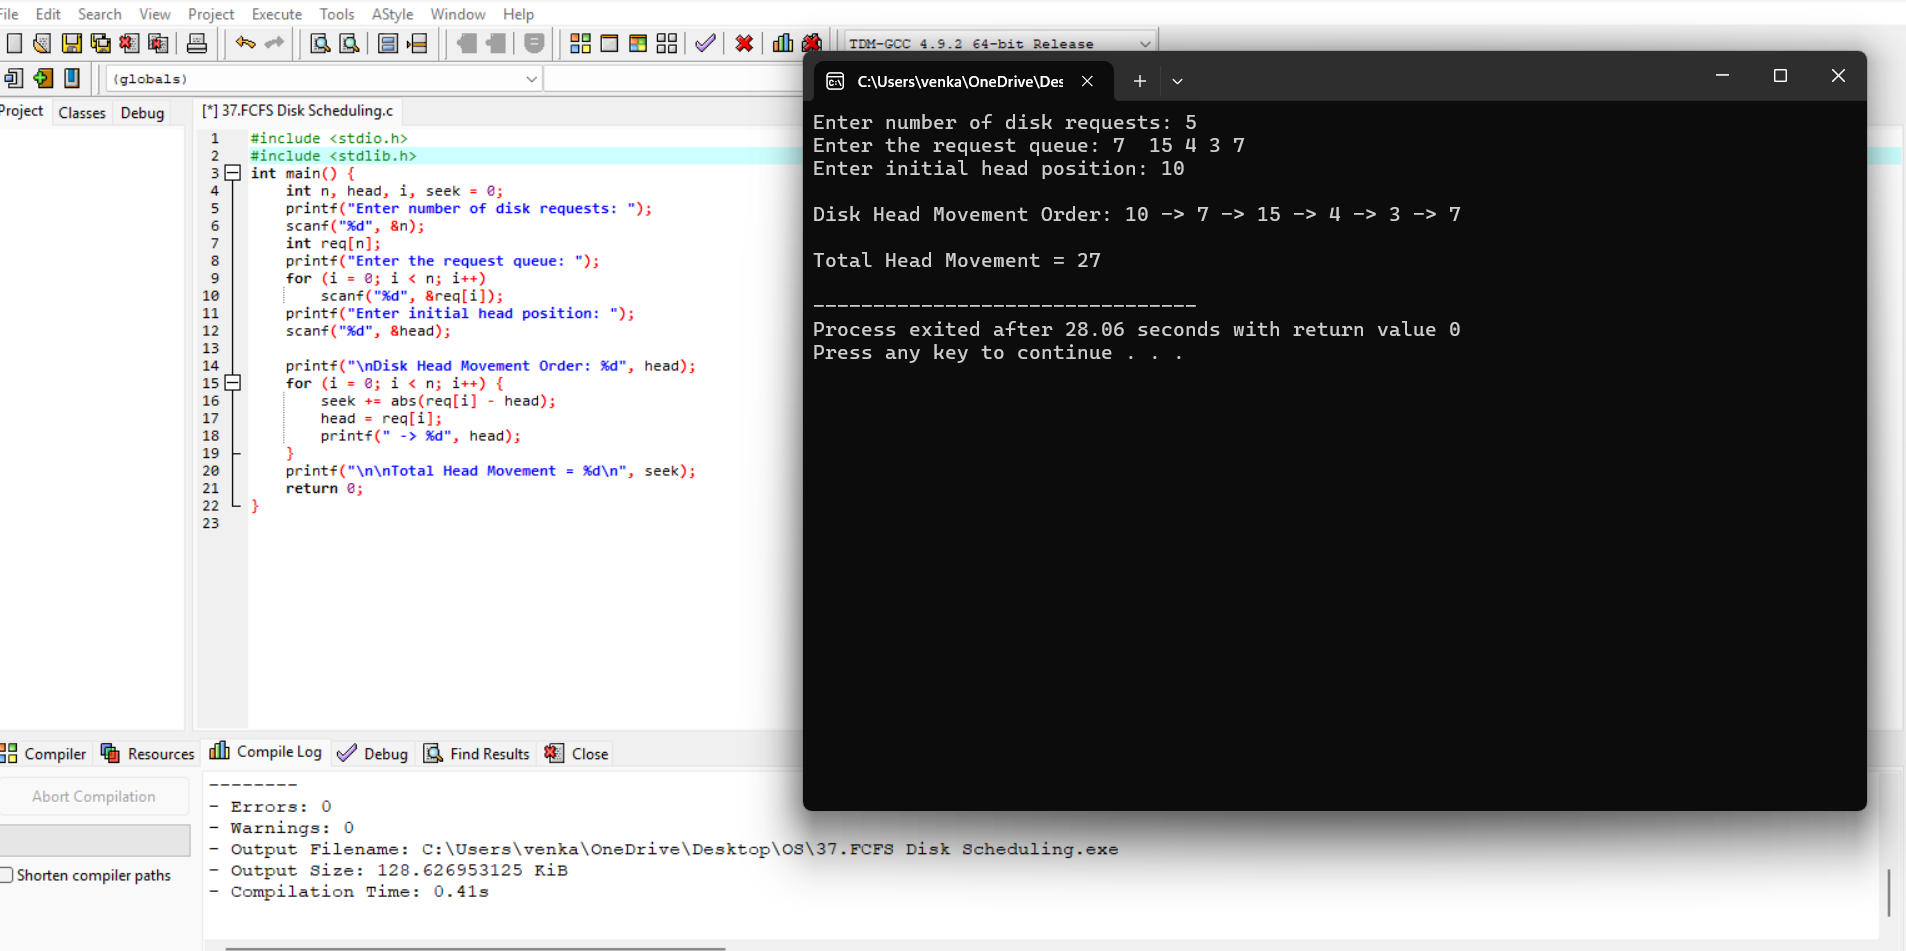 File Edit Search View Project Execute Tools AStyle Window Help
TDM-GCC 4.9.2 64-bit Release
(globals)
Project Classes Debug
[*] 37.FCFS Disk Scheduling.c
1 #include <stdio.h>
2 #include <stdlib.h>
3 int main() {
4 int n, head, i, seek = 0;
5 printf("Enter number of disk requests: ");
6 scanf("%d", &n);
7 int req[n];
8 printf("Enter the request queue: ");
9 for (i = 0; i < n; i++)
10 scanf("%d", &req[i]);
11 printf("Enter initial head position: ");
12 scanf("%d", &head);
13
14 printf("\nDisk Head Movement Order: %d", head);
15 for (i = 0; i < n; i++) {
16 seek += abs(req[i] - head);
17 head = req[i];
18 printf(" -> %d", head);
19 }
20 printf("\n\nTotal Head Movement = %d\n", seek);
21 return 0;
22 }
23
C:\Users\venka\OneDrive\Des
Enter number of disk requests: 5
Enter the request queue: 7  15 4 3 7
Enter initial head position: 10
Disk Head Movement Order: 10 -> 7 -> 15 -> 4 -> 3 -> 7
Total Head Movement = 27
--------------------------------
Process exited after 28.06 seconds with return value 0
Press any key to continue . . .
Compiler Resources Compile Log Debug Find Results Close
Abort Compilation
Shorten compiler paths
--------
- Errors: 0
- Warnings: 0
- Output Filename: C:\Users\venka\OneDrive\Desktop\OS\37.FCFS Disk Scheduling.exe
- Output Size: 128.626953125 KiB
- Compilation Time: 0.41s